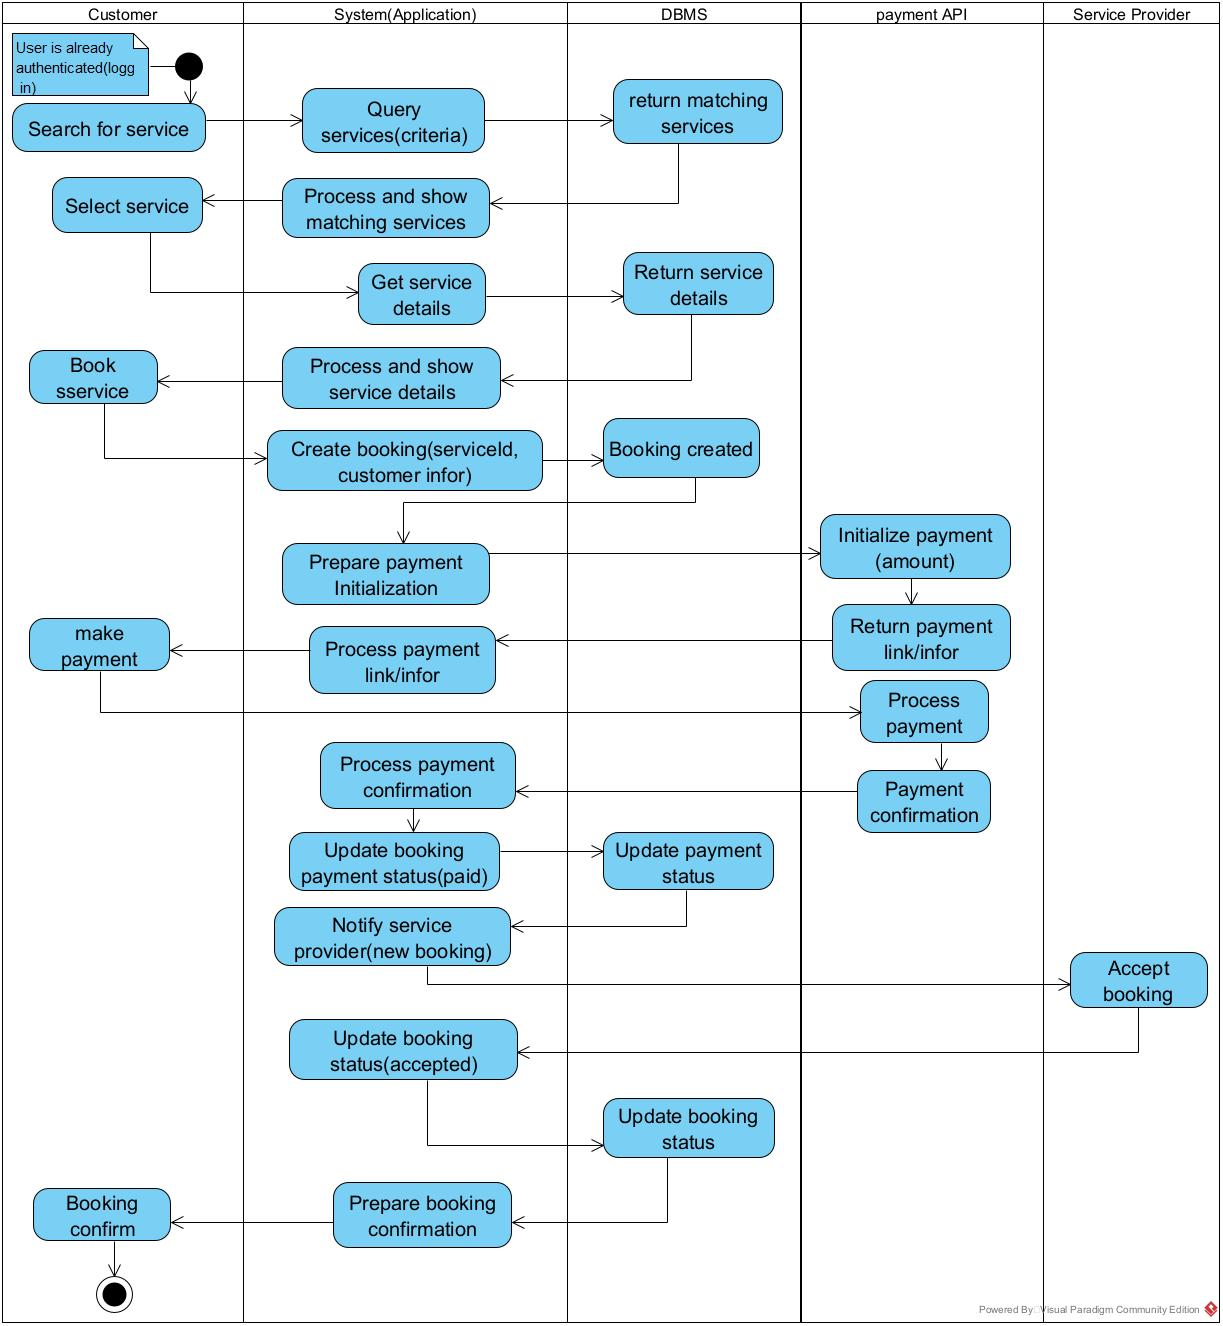 Customer
System(Application)
DBMS
payment API
Service Provider
User is already
authenticated(logg
in)
Search for service
Query
services(criteria)
return matching
services
Select service
Process and show
matching services
Get service
details
Return service
details
Book
sservice
Process and show
service details
Create booking(serviceId,
customer infor)
Booking created
Prepare payment
Initialization
Initialize payment
(amount)
make
payment
Process payment
link/infor
Return payment
link/infor
Process
payment
Process payment
confirmation
Payment
confirmation
Update booking
payment status(paid)
Update payment
status
Notify service
provider(new booking)
Accept
booking
Update booking
status(accepted)
Update booking
status
Booking
confirm
Prepare booking
confirmation
Powered By Visual Paradigm Community Edition